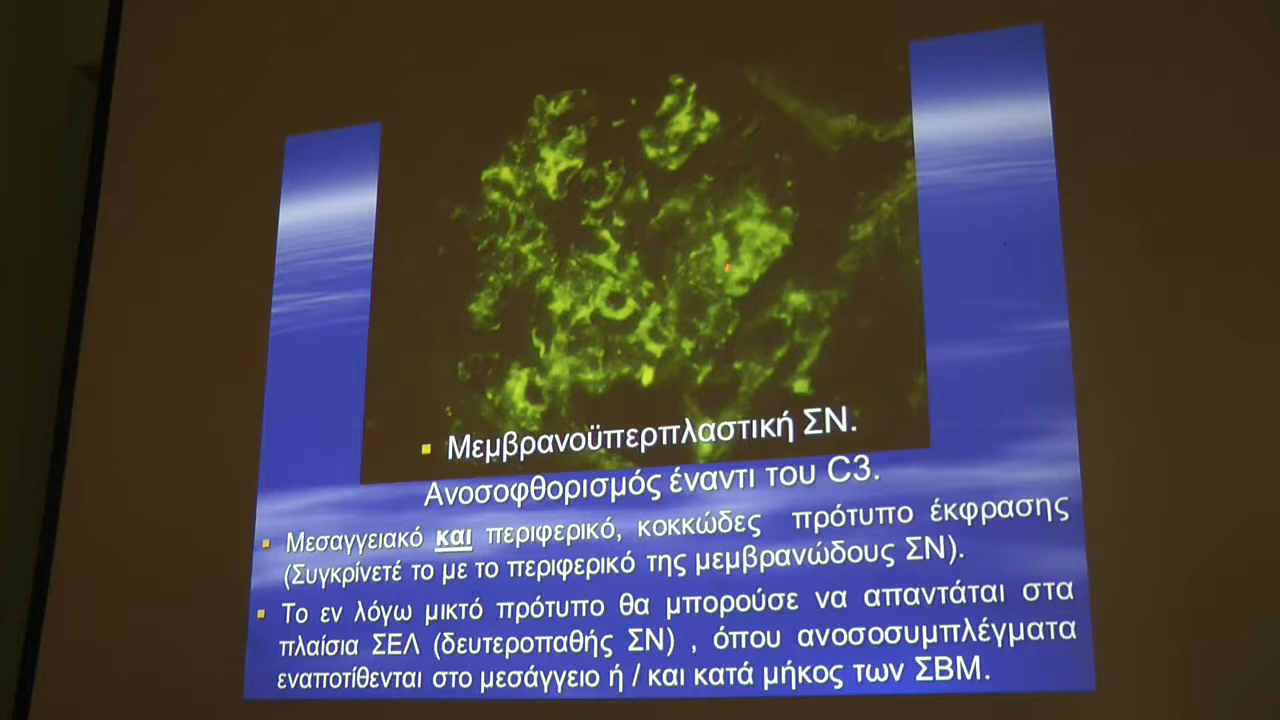 Μεμβρανοϋπερπλαστική ΣΝ.
Ανοσοφθορισμός έναντι του C3.
Μεσαγγειακό και περιφερικό, κοκκώδες πρότυπο έκφρασης
(Συγκρίνετέ το με το περιφερικό της μεμβρανώδους ΣΝ).
Το εν λόγω μικτό πρότυπο θα μπορούσε να απαντάται στα
πλαίσια ΣΕΛ (δευτεροπαθής ΣΝ) , όπου ανοσοσυμπλέγματα
εναποτίθενται στο μεσάγγειο ή / και κατά μήκος των ΣΒΜ.